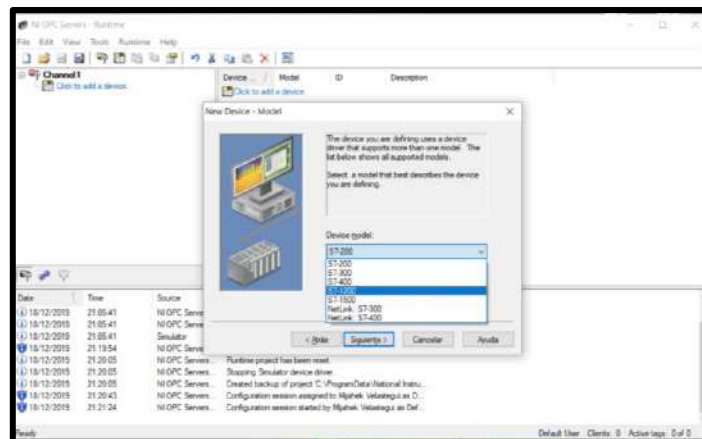 NI OPC Servers - Runtime
File Edit View Tools Runtime Help
Channel1
Click to add a device.
Device ... / Model ID Description
Click to add a device.
New Device - Model
The device you are defining uses a device
driver that supports more than one model. The
list below shows all supported models.
Select a model that best describes the device
you are defining.
Device model:
S7-200
S7-200
S7-300
S7-400
S7-1200
S7-1500
NetLink: S7-300
NetLink: S7-400
< Atrás Siguiente > Cancelar Ayuda
Date Time Source
18/12/2019 21:05:41 NI OPC Serve
18/12/2019 21:05:41 NI OPC Serve
18/12/2019 21:05:41 Simulator
18/12/2019 21:19:54 NI OPC Serve
18/12/2019 21:20:05 NI OPC Servers... Runtime project has been reset.
18/12/2019 21:20:05 NI OPC Servers... Stopping Simulator device driver.
18/12/2019 21:20:05 NI OPC Servers... Created backup of project 'C:\ProgramData\National Instru...
18/12/2019 21:20:43 NI OPC Servers... Configuration session assigned to as D...
18/12/2019 21:21:24 NI OPC Servers... Configuration session started by as Def...
Ready Default User Clients: 0 Active tags: 0 of 0